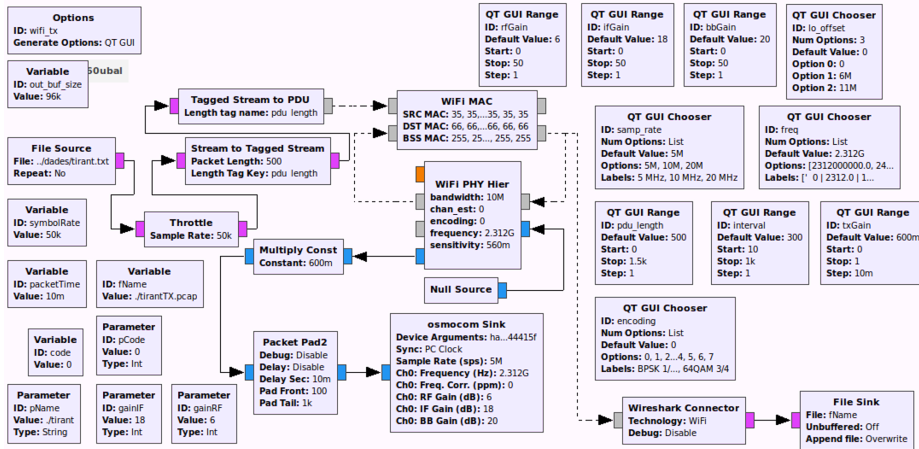 Options
ID: wifi_tx
Generate Options: QT GUI
Variable
ID: out_buf_size
Value: 96k
50ubal
File Source
File: ../dades/tirant.txt
Repeat: No
Variable
ID: symbolRate
Value: 50k
Variable
ID: packetTime
Value: 10m
Variable
ID: fName
Value: ./tirantTX.pcap
Variable
ID: code
Value: 0
Parameter
ID: pCode
Value: 0
Type: Int
Parameter
ID: pName
Value: ./tirant
Type: String
Parameter
ID: gainIF
Value: 18
Type: Int
Parameter
ID: gainRF
Value: 6
Type: Int
Tagged Stream to PDU
Length tag name: pdu_length
Stream to Tagged Stream
Packet Length: 500
Length Tag Key: pdu_length
Throttle
Sample Rate: 50k
Multiply Const
Constant: 600m
Packet Pad2
Debug: Disable
Delay: Disable
Delay Sec: 10m
Pad Front: 100
Pad Tail: 1k
WiFi MAC
SRC MAC: 35, 35,...35, 35, 35
DST MAC: 66, 66,...66, 66, 66
BSS MAC: 255, 25..., 255, 255
WiFi PHY Hier
bandwidth: 10M
chan_est: 0
encoding: 0
frequency: 2.312G
sensitivity: 560m
Null Source
osmocom Sink
Device Arguments: ha...44415f
Sync: PC Clock
Sample Rate (sps): 5M
Ch0: Frequency (Hz): 2.312G
Ch0: Freq. Corr. (ppm): 0
Ch0: RF Gain (dB): 6
Ch0: IF Gain (dB): 18
Ch0: BB Gain (dB): 20
QT GUI Range
ID: rfGain
Default Value: 6
Start: 0
Stop: 50
Step: 1
QT GUI Range
ID: ifGain
Default Value: 18
Start: 0
Stop: 50
Step: 1
QT GUI Range
ID: bbGain
Default Value: 20
Start: 0
Stop: 50
Step: 1
QT GUI Chooser
ID: lo_offset
Num Options: 3
Default Value: 0
Option 0: 0
Option 1: 6M
Option 2: 11M
QT GUI Chooser
ID: samp_rate
Num Options: List
Default Value: 5M
Options: 5M, 10M, 20M
Labels: 5 MHz, 10 MHz, 20 MHz
QT GUI Chooser
ID: freq
Num Options: List
Default Value: 2.312G
Options: [2312000000.0, 24...
Labels: [' 0 | 2312.0 | 1...
QT GUI Range
ID: pdu_length
Default Value: 500
Start: 0
Stop: 1.5k
Step: 1
QT GUI Range
ID: interval
Default Value: 300
Start: 10
Stop: 1k
Step: 1
QT GUI Range
ID: txGain
Default Value: 600m
Start: 0
Stop: 1
Step: 10m
QT GUI Chooser
ID: encoding
Num Options: List
Default Value: 0
Options: 0, 1, 2...4, 5, 6, 7
Labels: BPSK 1/..., 64QAM 3/4
Wireshark Connector
Technology: WiFi
Debug: Disable
File Sink
File: fName
Unbuffered: Off
Append file: Overwrite